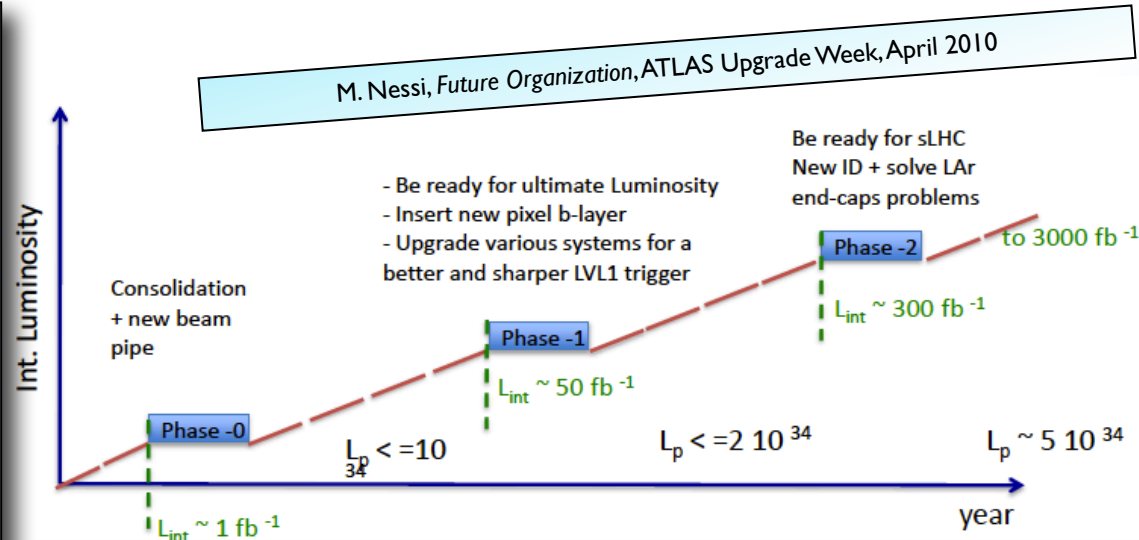 M. Nessi, Future Organization, ATLAS Upgrade Week, April 2010
Be ready for sLHC
New ID + solve LAr
end-caps problems
- Be ready for ultimate Luminosity
- Insert new pixel b-layer
- Upgrade various systems for a
better and sharper LVL1 trigger
Int. Luminosity
Phase -2
to 3000 fb -1
Consolidation
+ new beam
pipe
Lint ~ 300 fb -1
Phase -1
Lint ~ 50 fb -1
Phase -0
Lp < =10
34
Lp < =2 10 34
Lp ~ 5 10 34
year
Lint ~ 1 fb -1